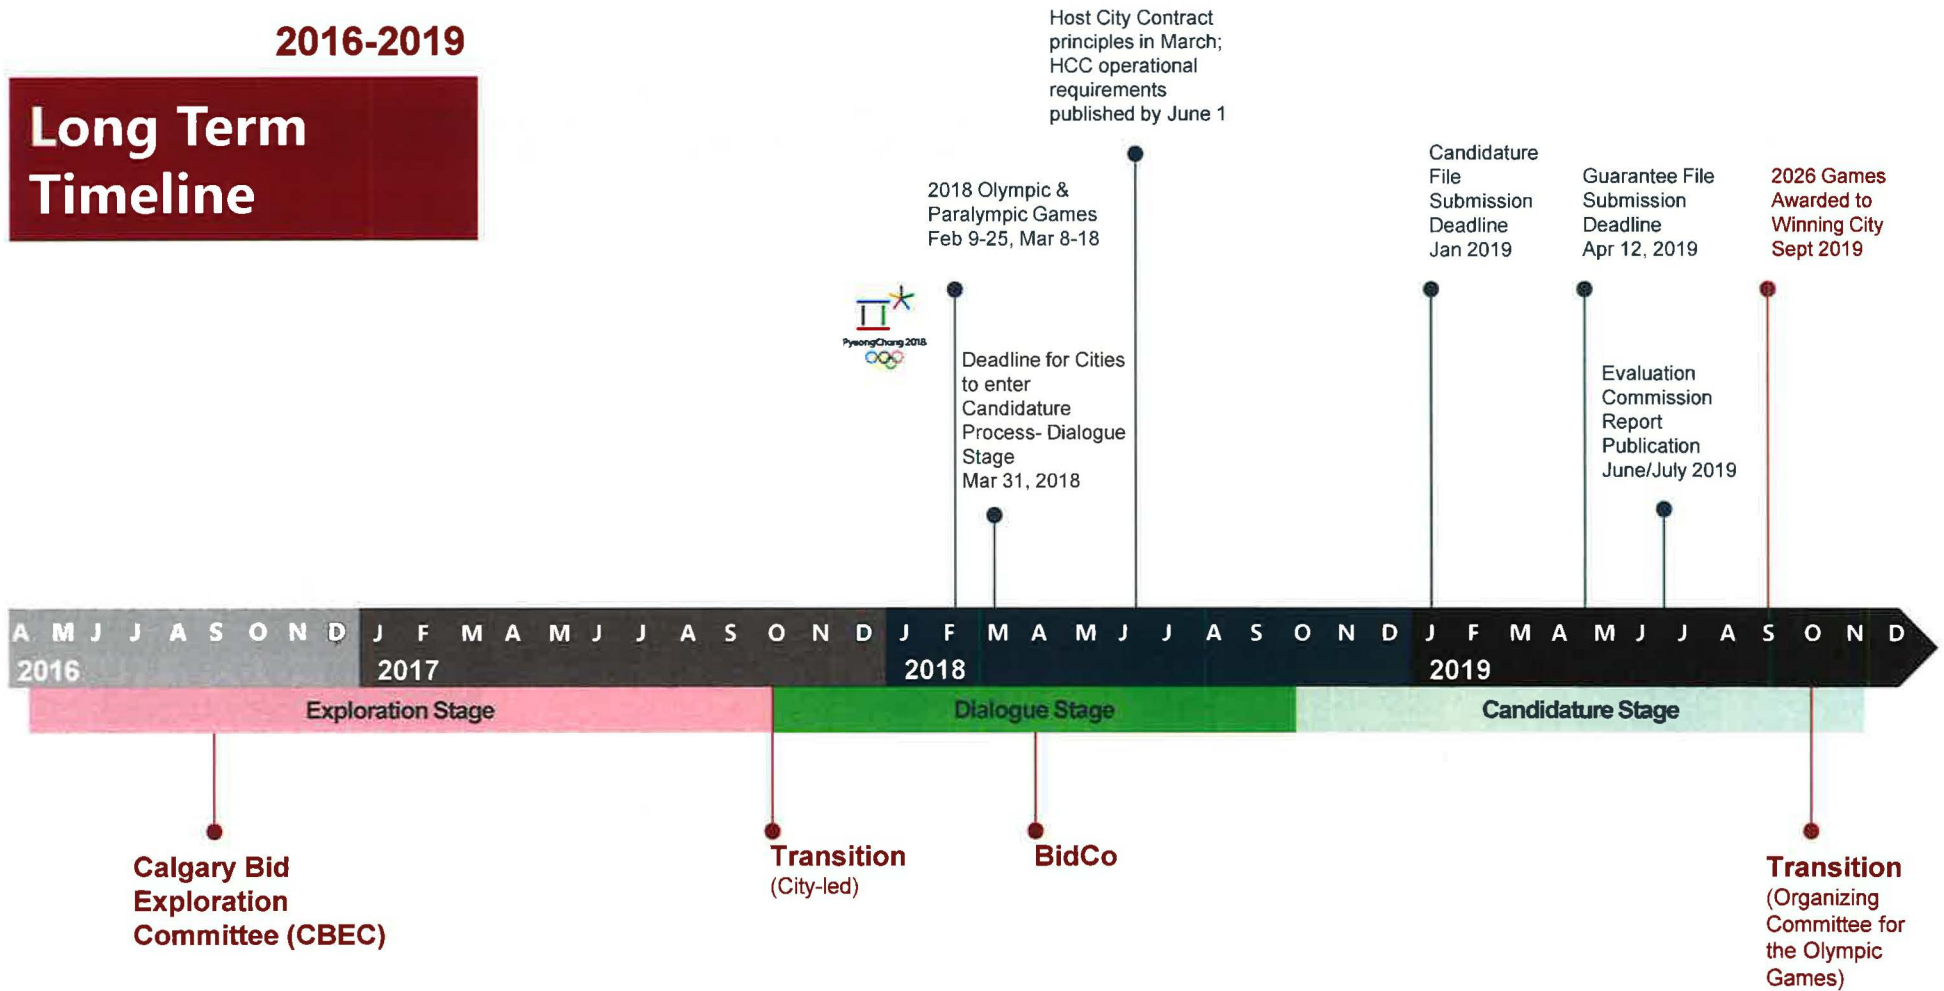 2016-2019
Long Term
Timeline
Host City Contract
principles in March;
HCC operational
requirements
published by June 1
2018 Olympic &
Paralympic Games
Feb 9-25, Mar 8-18
PyeongChang 2018
Deadline for Cities
to enter
Candidature
Process- Dialogue
Stage
Mar 31, 2018
Candidature
File
Submission
Deadline
Jan 2019
Guarantee File
Submission
Deadline
Apr 12, 2019
Evaluation
Commission
Report
Publication
June/July 2019
2026 Games
Awarded to
Winning City
Sept 2019
A M J J A S O N D J F M A M J J A S O N D J F M A M J J A S O N D J F M A M J J A S O N D
2016 2017 2018 2019
Exploration Stage Dialogue Stage Candidature Stage
Calgary Bid
Exploration
Committee (CBEC)
Transition
(City-led)
BidCo
Transition
(Organizing
Committee for
the Olympic
Games)